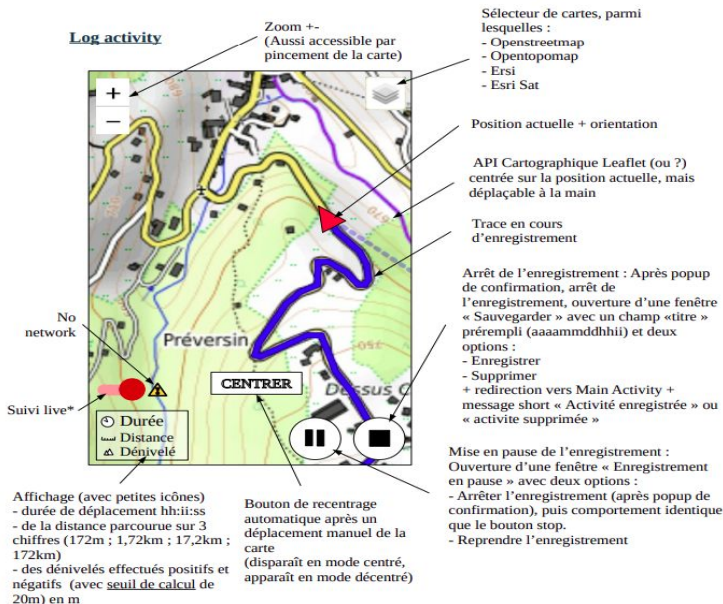 Log activity
Zoom +-
(Aussi accessible par
pincement de la carte)
Sélecteur de cartes, parmi
lesquelles :
- Openstreetmap
- Opentopomap
- Ersi
- Esri Sat
Position actuelle + orientation
API Cartographique Leaflet (ou ?)
centrée sur la position actuelle, mais
déplaçable à la main
Trace en cours
d’enregistrement
Arrêt de l’enregistrement : Après popup
de confirmation, arrêt de
l’enregistrement, ouverture d’une fenêtre
« Sauvegarder » avec un champ «titre »
prérempli (aaaammddhhii) et deux
options :
- Enregistrer
- Supprimer
+ redirection vers Main Activity +
message short « Activité enregistrée » ou
« activite supprimée »
Mise en pause de l’enregistrement :
Ouverture d’une fenêtre « Enregistrement
en pause » avec deux options :
- Arrêter l’enregistrement (après popup de
confirmation), puis comportement identique
que le bouton stop.
- Reprendre l’enregistrement
+
−
670
750
Préversin
CENTRER
Dessus C
No
network
Suivi live*
Durée
Distance
Dénivelé
Affichage (avec petites icônes)
- durée de déplacement hh:ii:ss
- de la distance parcourue sur 3
chiffres (172m ; 1,72km ; 17,2km ;
172km)
- des dénivelés effectués positifs et
négatifs (avec seuil de calcul de
20m) en m
Bouton de recentrage
automatique après un
déplacement manuel de la
carte
(disparaît en mode centré,
apparaît en mode décentré)